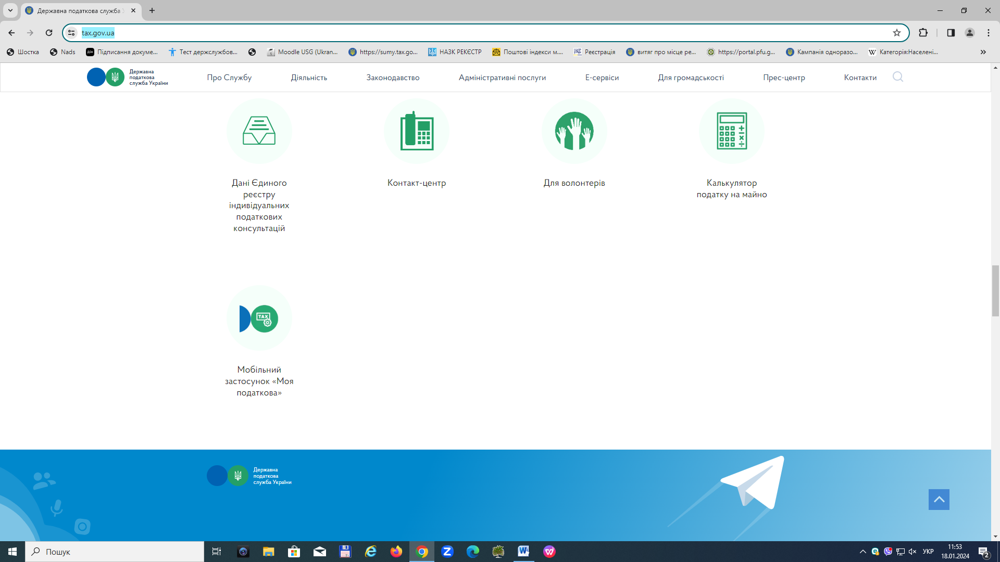 Державна податкова служба
tax.gov.ua
Шостка
Nads
Підписання докуме...
Тест держслужбов...
Moodle USG (Ukran...
https://sumy.tax.go...
НАЗК РЕКЄСТР
Поштові індекси м....
Реєстрація
витяг про місце ре...
https://portal.pfu.g...
Кампанія одноразо...
Категорія:Населені...
Державна
податкова
служба України
Про Службу
Діяльність
Законодавство
Адміністративні послуги
Е-сервіси
Для громадськості
Прес-центр
Контакти
Дані Єдиного
реєстру
індивідуальних
податкових
консультацій
Контакт-центр
Для волонтерів
Калькулятор
податку на майно
TAX
Мобільний
застосунок «Моя
податкова»
Державна
податкова
служба України
Пошук
УКР
11:53
18.01.2024
2